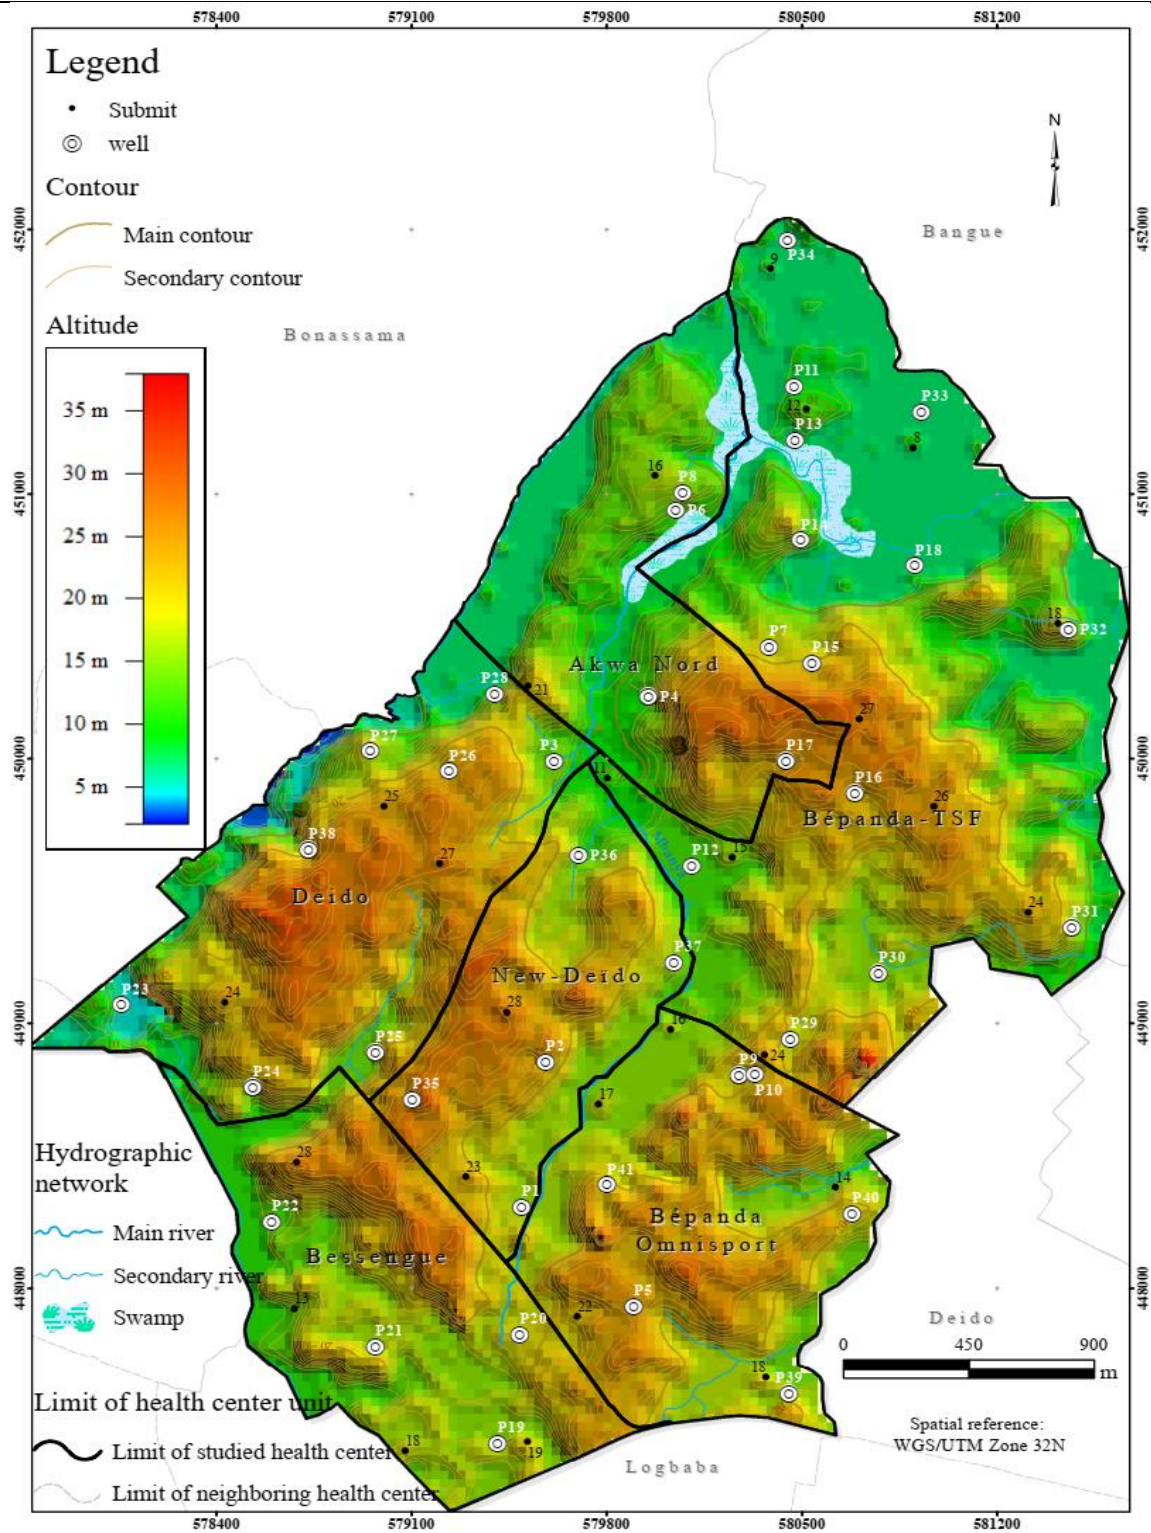 578400 579100 579800 580500 581200
Legend
Submit
well
Contour
Main contour
Secondary contour
Altitude
35 m
30 m
25 m
20 m
15 m
10 m
5 m
N
452000
452000
Bangue
Bonassama
P34
9
P11
12
P33
P13
8
16
P8
P6
451000
451000
P14
P18
18
P32
P7
P15
Akwa Nord
P28
21
P4
27
P27
P3
P17
450000
450000
P26
11
P16
25
26
Bépanda-TSF
P38
Mbanya
P36
P12
15
27
Deido
24
P31
P37
P30
New-Deïdo
24
P23
28
449000
449000
16
P29
P25
P2
P9
24
P10
P24
P35
17
Hydrographic
network
28
23
P41
14
P1
P40
P22
Bépanda
Omnisport
Main river
Bessengue
Secondary river
448000
448000
13
P5
22
Swamp
P20
Deido
P21
0 450 900
m
18
P39
Limit of health center unit
P19
Spatial reference:
WGS/UTM Zone 32N
18
19
Limit of studied health center
Logbaba
Limit of neighboring health center
578400 579100 579800 580500 581200